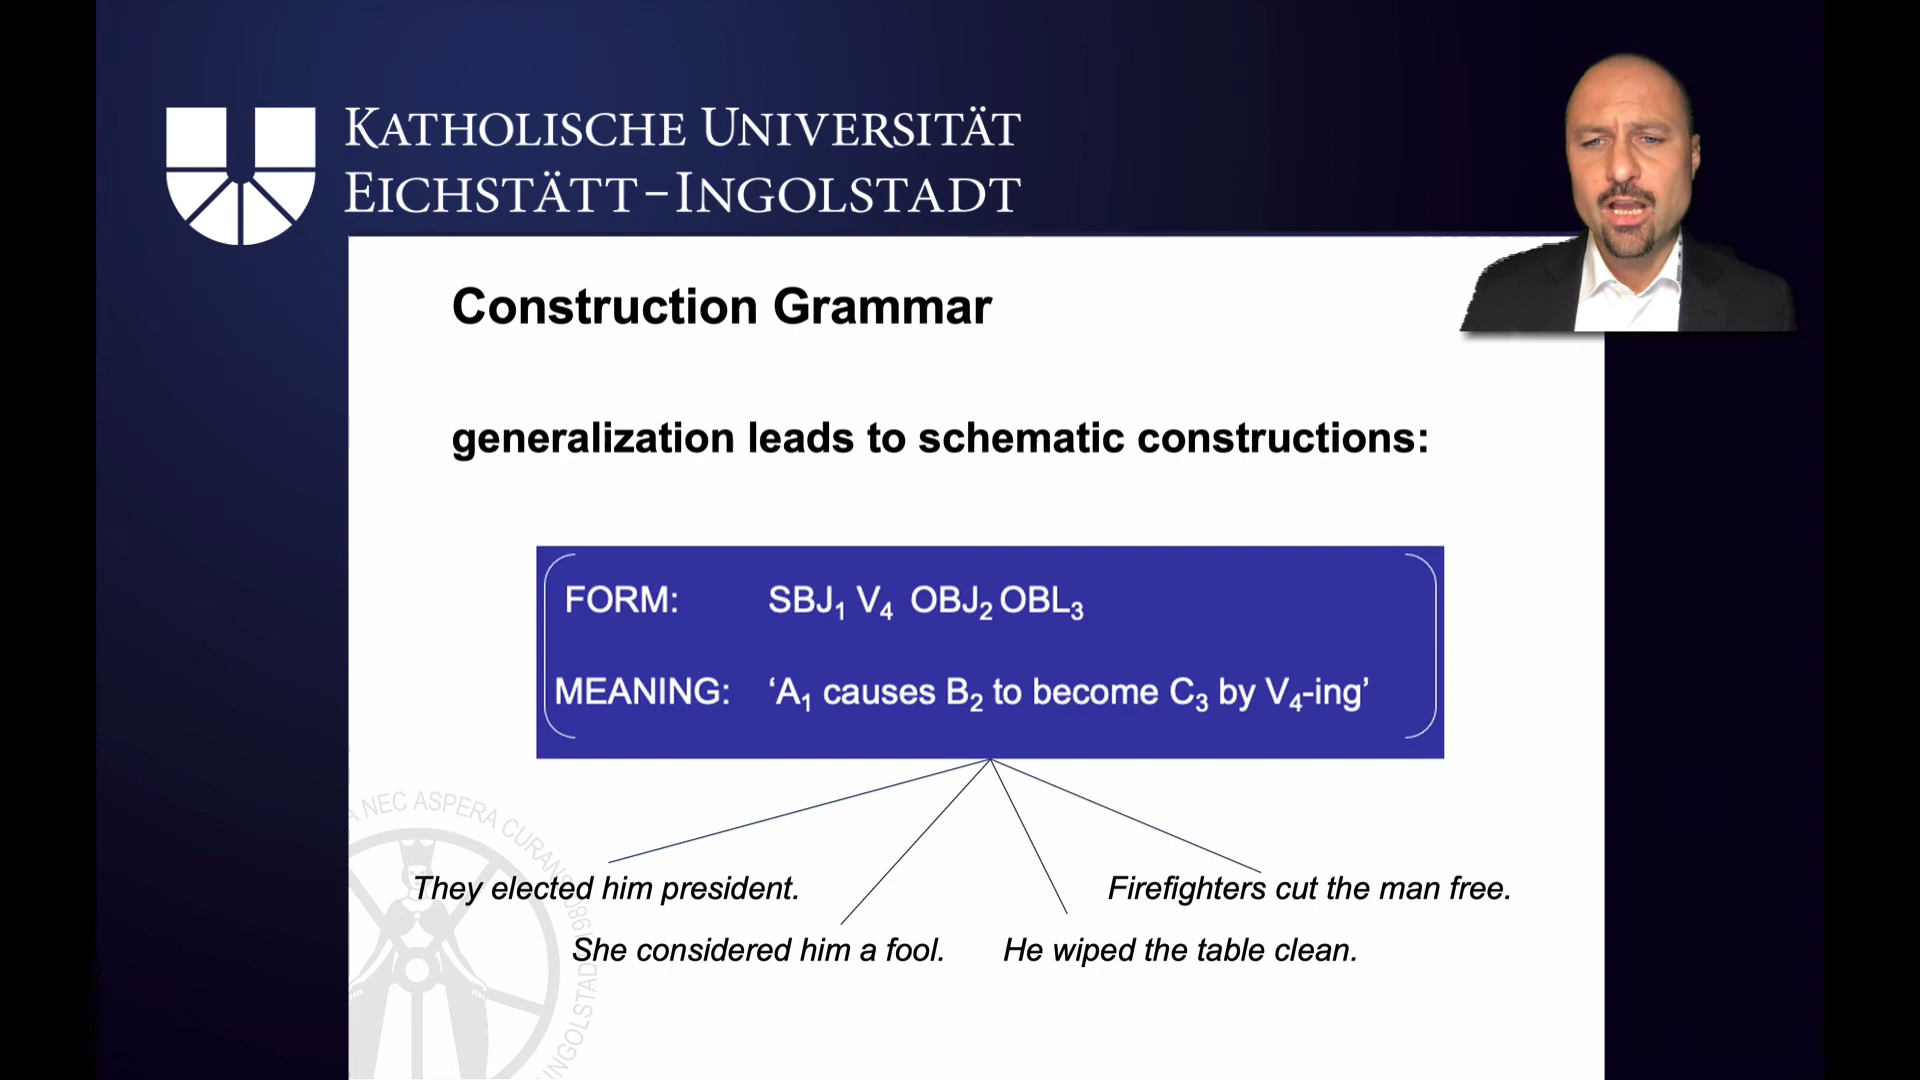 KATHOLISCHE UNIVERSITÄT
EICHSTÄTT-INGOLSTADT
Construction Grammar
generalization leads to schematic constructions:
FORM: SBJ₁ V₄ OBJ₂ OBL₃
MEANING: ‘A₁ causes B₂ to become C₃ by V₄-ing’
They elected him president.
Firefighters cut the man free.
She considered him a fool.
He wiped the table clean.
NEC ASPERA CURANS
INGOLSTAD